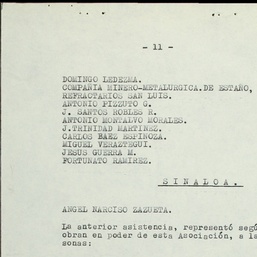 - 11 -
DOMINGO LEDEZMA.
COMPAÑIA MINERO-METALURGICA.DE ESTAÑO,
REFRACTARIOS SAN LUIS.
ANTONIO PIZZUTO G.
J. SANTOS ROBLES R.
ANTONIO MONTALVO MORALES.
J.TRINIDAD MARTINEZ.
CARLOS BAEZ ESPINOZA.
MIGUEL VERAZTEGUI.
JESUS GUERRA M.
FORTUNATO RAMIREZ.
SINALOA.
ANGEL NARCISO ZAZUETA.
La anterior asistencia, representó segú
obran en poder de esta Asociación, a la
sonas: